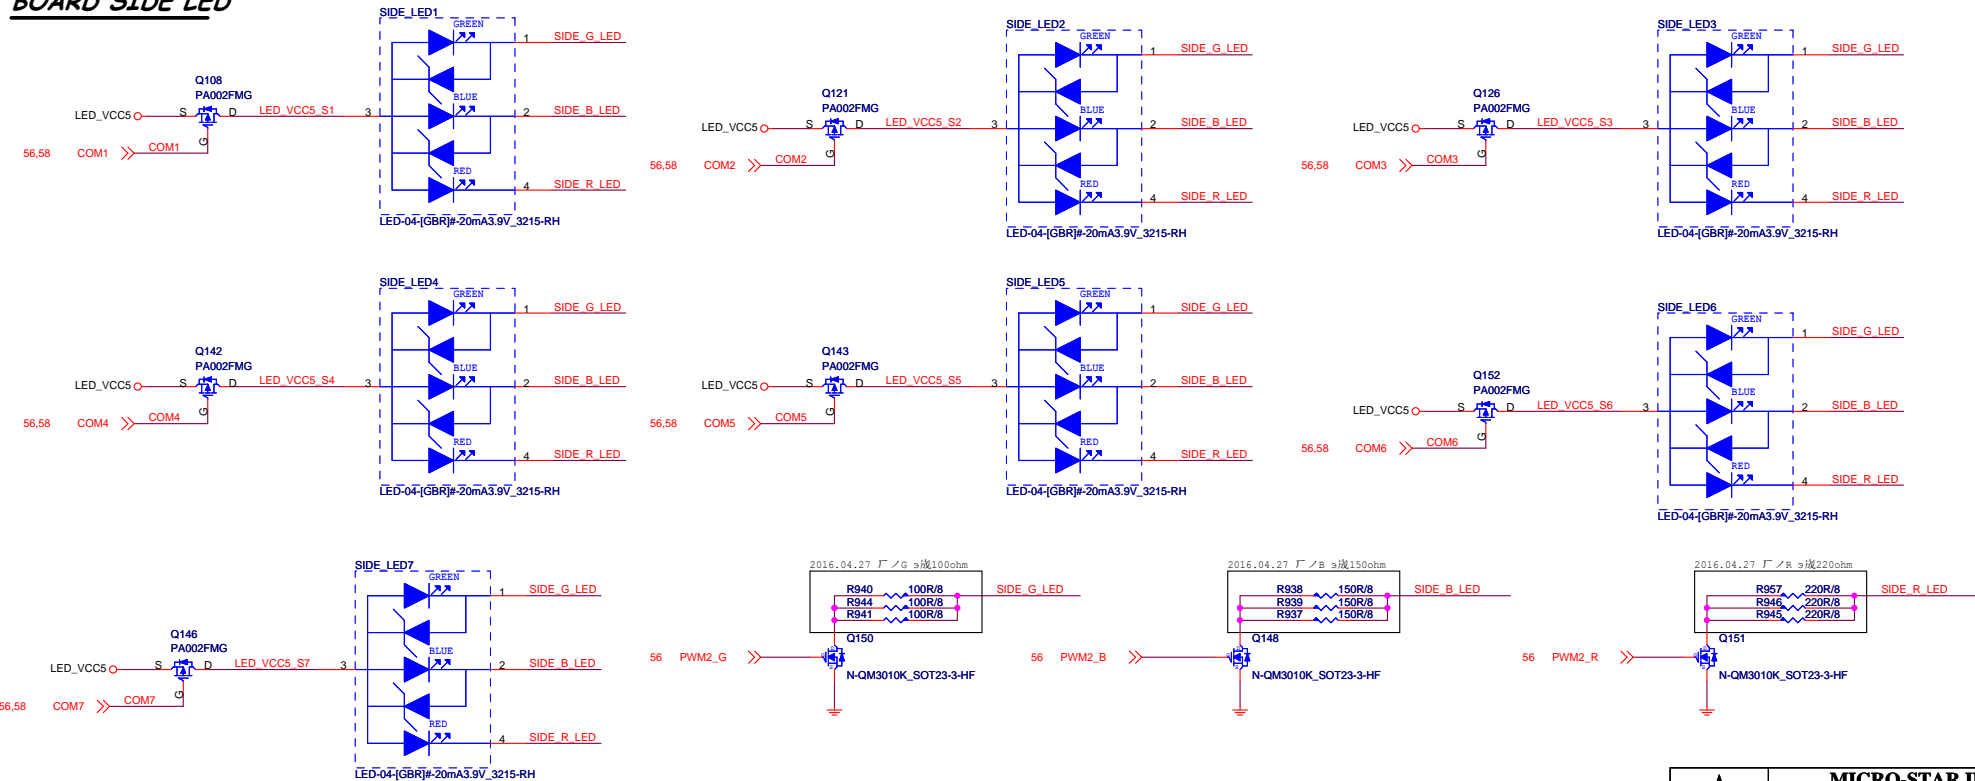 BOARD SIDE LED
SIDE_LED1
GREEN
1 SIDE_G_LED
Q108
PA002FMG
LED_VCC5 S D LED_VCC5_S1 3
BLUE
2 SIDE_B_LED
G
56,58 COM1 COM1
RED
4 SIDE_R_LED
LED-04-[GBR]#-20mA3.9V_3215-RH
SIDE_LED2
GREEN
1 SIDE_G_LED
Q121
PA002FMG
LED_VCC5 S D LED_VCC5_S2 3
BLUE
2 SIDE_B_LED
G
56,58 COM2 COM2
RED
4 SIDE_R_LED
LED-04-[GBR]#-20mA3.9V_3215-RH
SIDE_LED3
GREEN
1 SIDE_G_LED
Q126
PA002FMG
LED_VCC5 S D LED_VCC5_S3 3
BLUE
2 SIDE_B_LED
G
56,58 COM3 COM3
RED
4 SIDE_R_LED
LED-04-[GBR]#-20mA3.9V_3215-RH
SIDE_LED4
GREEN
1 SIDE_G_LED
Q142
PA002FMG
LED_VCC5 S D LED_VCC5_S4 3
BLUE
2 SIDE_B_LED
G
56,58 COM4 COM4
RED
4 SIDE_R_LED
LED-04-[GBR]#-20mA3.9V_3215-RH
SIDE_LED5
GREEN
1 SIDE_G_LED
Q143
PA002FMG
LED_VCC5 S D LED_VCC5_S5 3
BLUE
2 SIDE_B_LED
G
56,58 COM5 COM5
RED
4 SIDE_R_LED
LED-04-[GBR]#-20mA3.9V_3215-RH
SIDE_LED6
GREEN
1 SIDE_G_LED
Q152
PA002FMG
LED_VCC5 S D LED_VCC5_S6 3
BLUE
2 SIDE_B_LED
G
56,58 COM6 COM6
RED
4 SIDE_R_LED
LED-04-[GBR]#-20mA3.9V_3215-RH
SIDE_LED7
GREEN
1 SIDE_G_LED
Q146
PA002FMG
LED_VCC5 S D LED_VCC5_S7 3
BLUE
2 SIDE_B_LED
G
56,58 COM7 COM7
RED
4 SIDE_R_LED
LED-04-[GBR]#-20mA3.9V_3215-RH
2016.04.27 G 100ohm
R940 100R/8 SIDE_G_LED
R944 100R/8
R941 100R/8
Q150
56 PWM2_G
N-QM3010K_SOT23-3-HF
2016.04.27 B 150ohm
R938 150R/8 SIDE_B_LED
R939 150R/8
R937 150R/8
Q148
56 PWM2_B
N-QM3010K_SOT23-3-HF
2016.04.27 R 220ohm
R957 220R/8 SIDE_R_LED
R946 220R/8
R945 220R/8
Q151
56 PWM2_R
N-QM3010K_SOT23-3-HF
MICRO-STAR